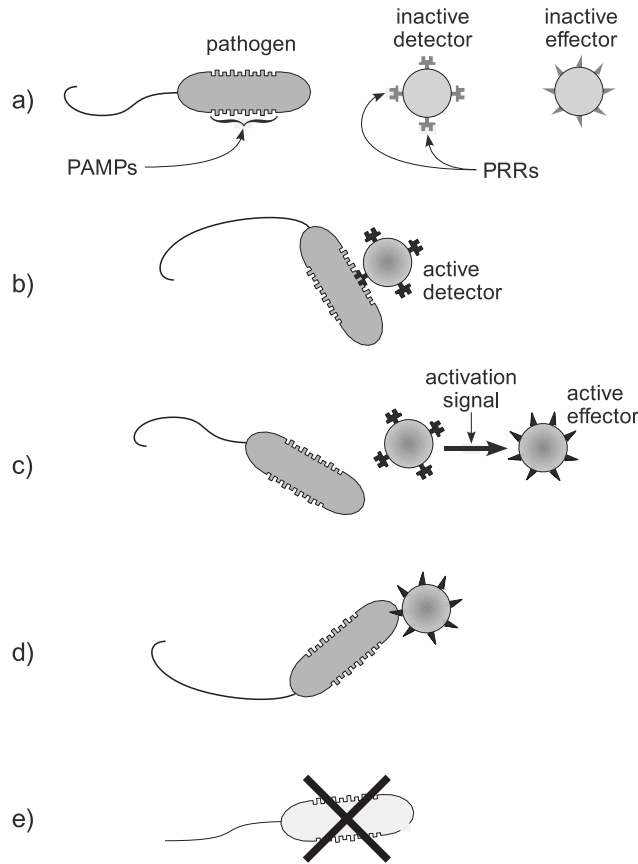 a)
pathogen
inactive
detector
inactive
effector
PAMPs
PRRs
b)
active
detector
c)
activation
signal
active
effector
d)
e)